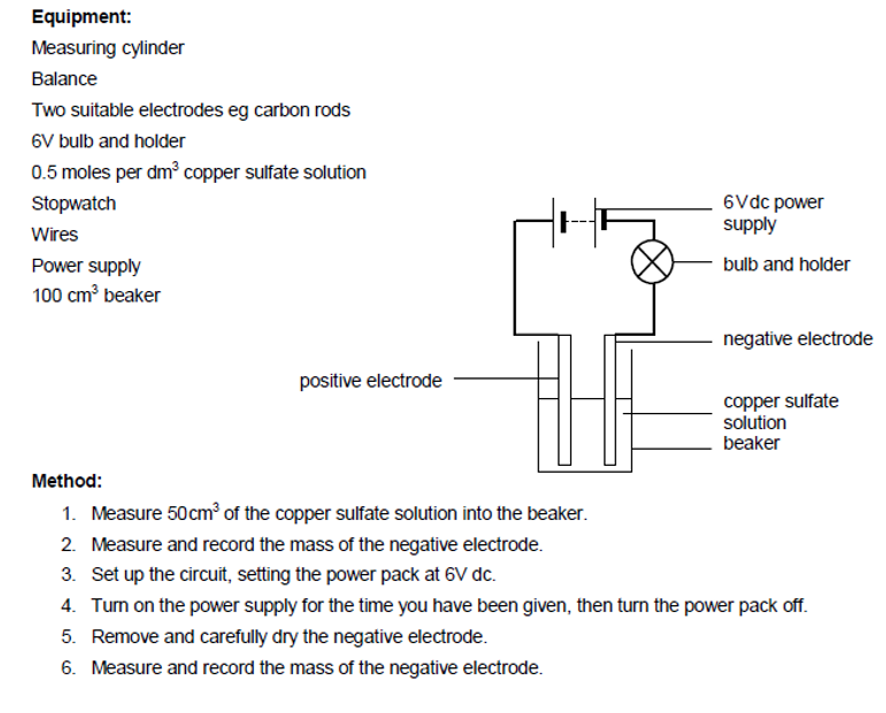 Equipment:
Measuring cylinder
Balance
Two suitable electrodes eg carbon rods
6V bulb and holder
0.5 moles per dm³ copper sulfate solution
Stopwatch
Wires
Power supply
100 cm³ beaker
6Vdc power
supply
bulb and holder
negative electrode
positive electrode
copper sulfate
solution
beaker
Method:
1. Measure 50cm³ of the copper sulfate solution into the beaker.
2. Measure and record the mass of the negative electrode.
3. Set up the circuit, setting the power pack at 6V dc.
4. Turn on the power supply for the time you have been given, then turn the power pack off.
5. Remove and carefully dry the negative electrode.
6. Measure and record the mass of the negative electrode.